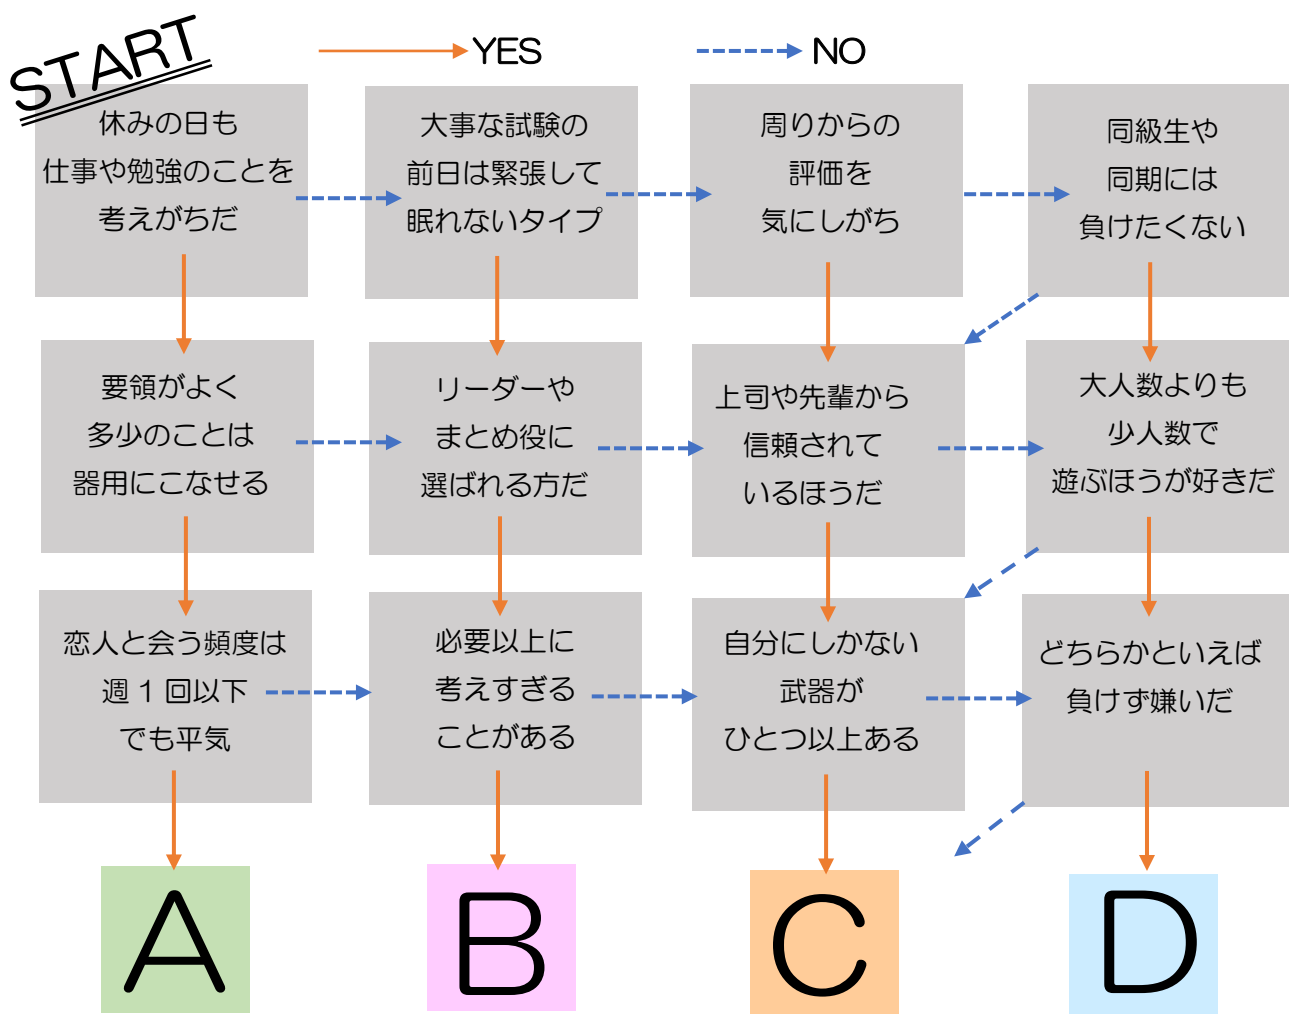 START
YES
NO
休みの日も
仕事や勉強のことを
考えがちだ
大事な試験の
前日は緊張して
眠れないタイプ
周りからの
評価を
気にしがち
同級生や
同期には
負けたくない
要領がよく
多少のことは
器用にこなせる
リーダーや
まとめ役に
選ばれる方だ
上司や先輩から
信頼されて
いるほうだ
大人数よりも
少人数で
遊ぶほうが好きだ
恋人と会う頻度は
週 1 回以下
でも平気
必要以上に
考えすぎる
ことがある
自分にしかない
武器が
ひとつ以上ある
どちらかといえば
負けず嫌いだ
A
B
C
D